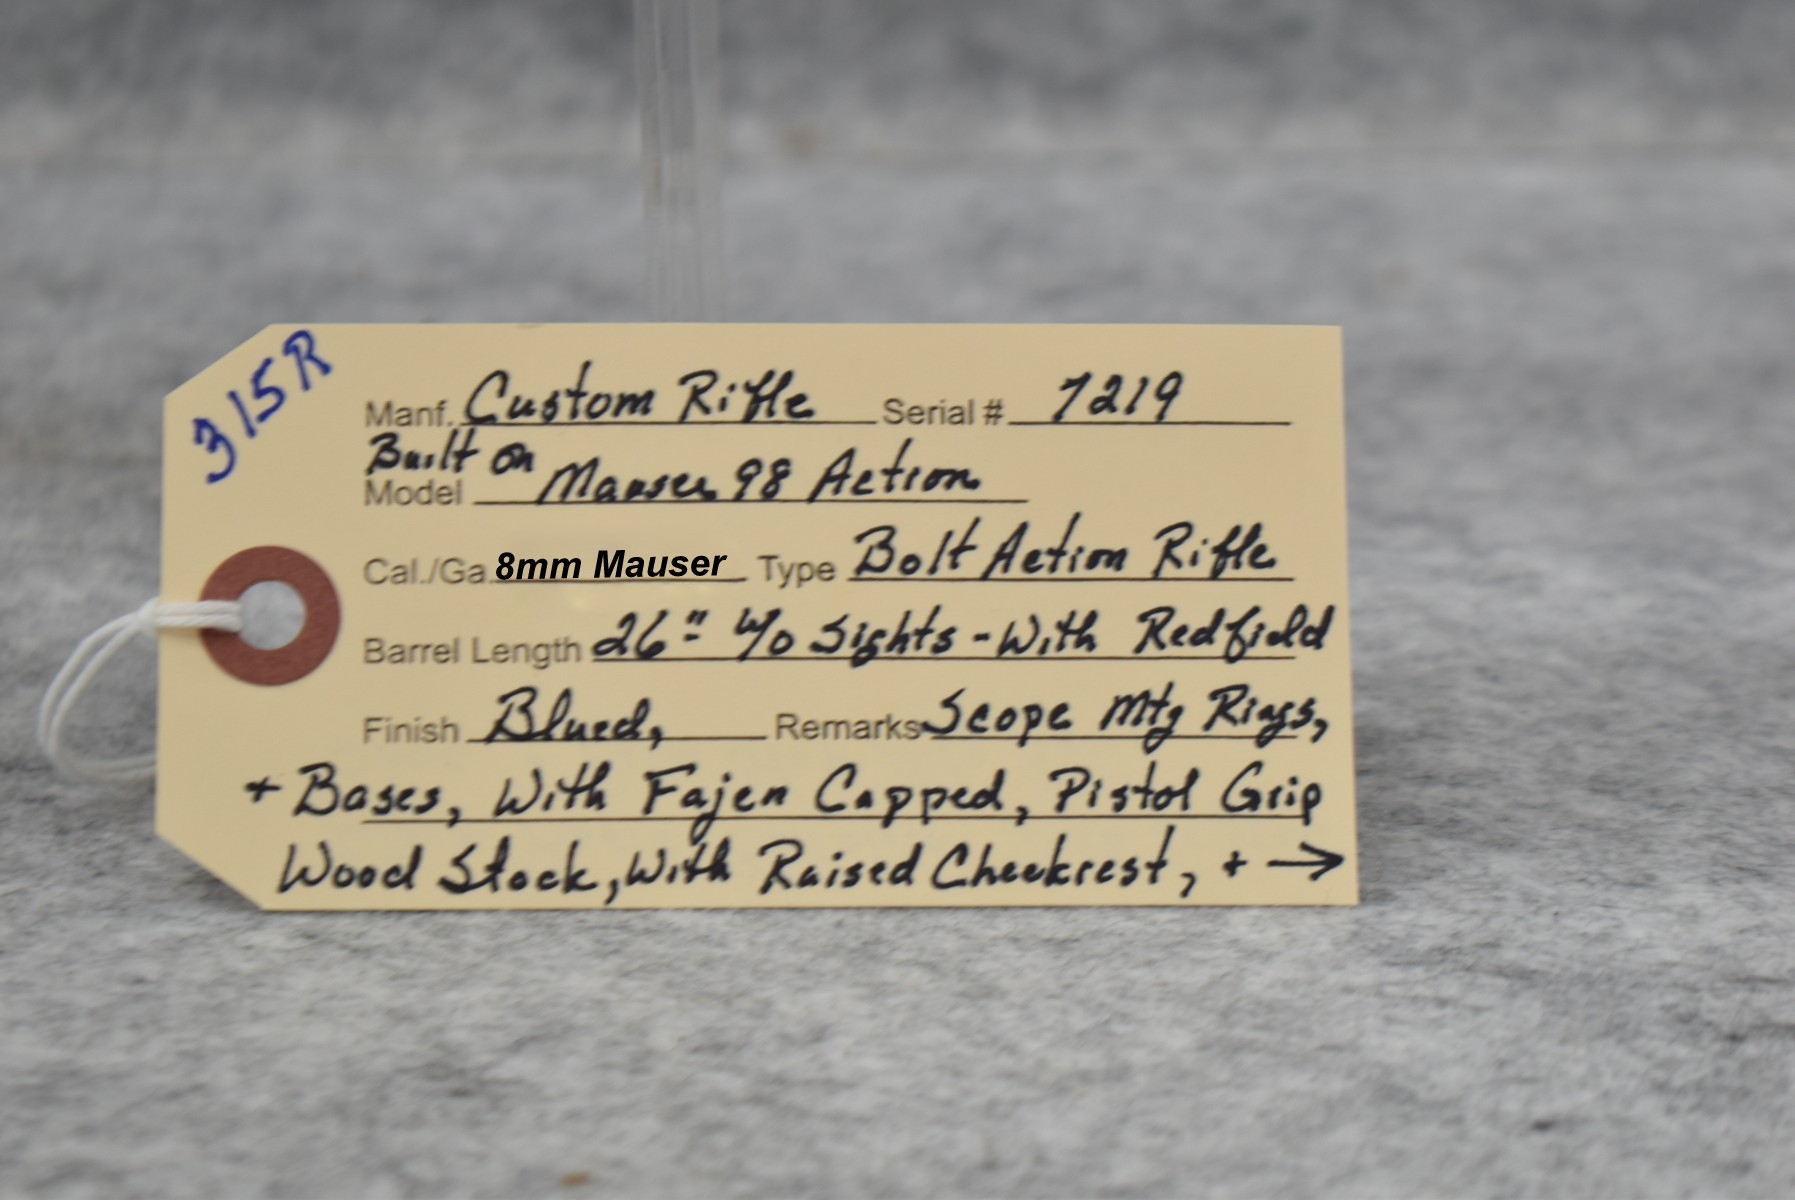 315R
Manf. Custom Rifle Serial # 7219
Built on
Model Mauser 98 Action
Cal./Ga 8mm Mauser Type Bolt Action Rifle
Barrel Length 26" w/o Sights - With Redfield
Finish Blued, Remarks Scope Mtg Rings,
+ Bases, With Fajen Capped, Pistol Grip
Wood Stock, With Raised Cheekrest, + →